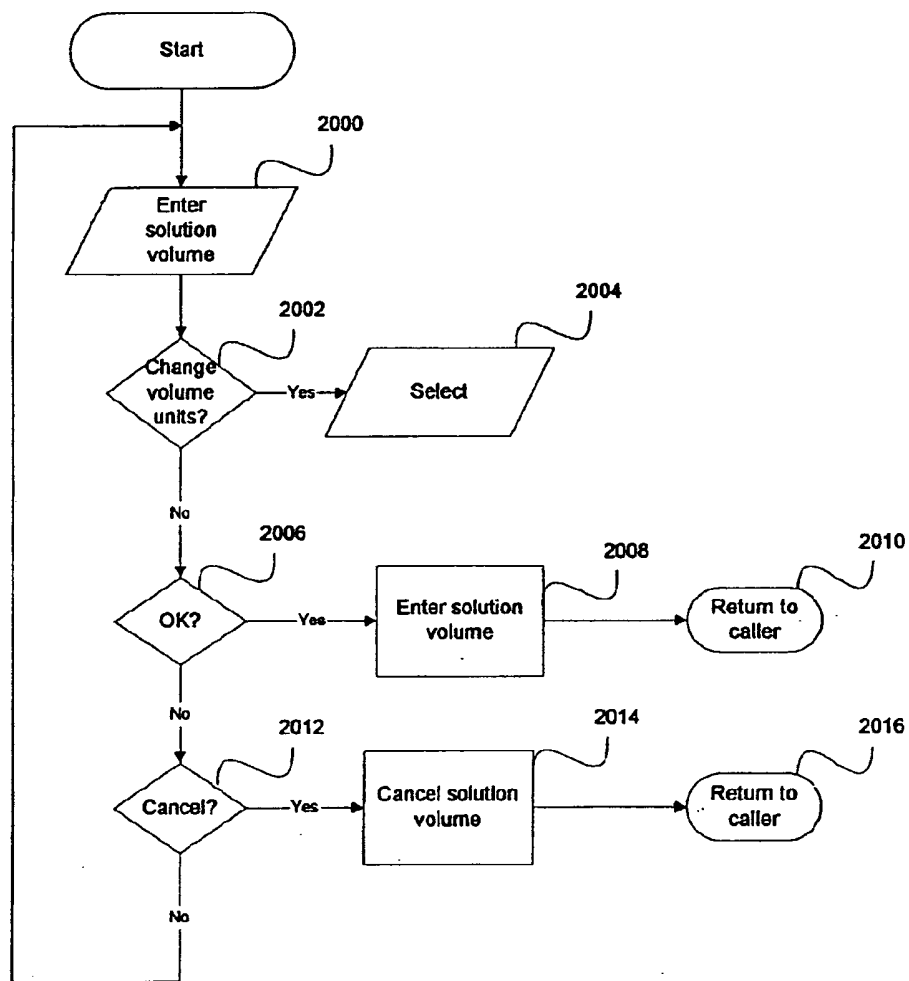 Start
2000
Enter
solution
volume
2002
2004
Change
volume
units?
Yes
Select
No
2006
2008
2010
OK?
Yes
Enter solution
volume
Return to
caller
No
2012
2014
2016
Cancel?
Yes
Cancel solution
volume
Return to
caller
No